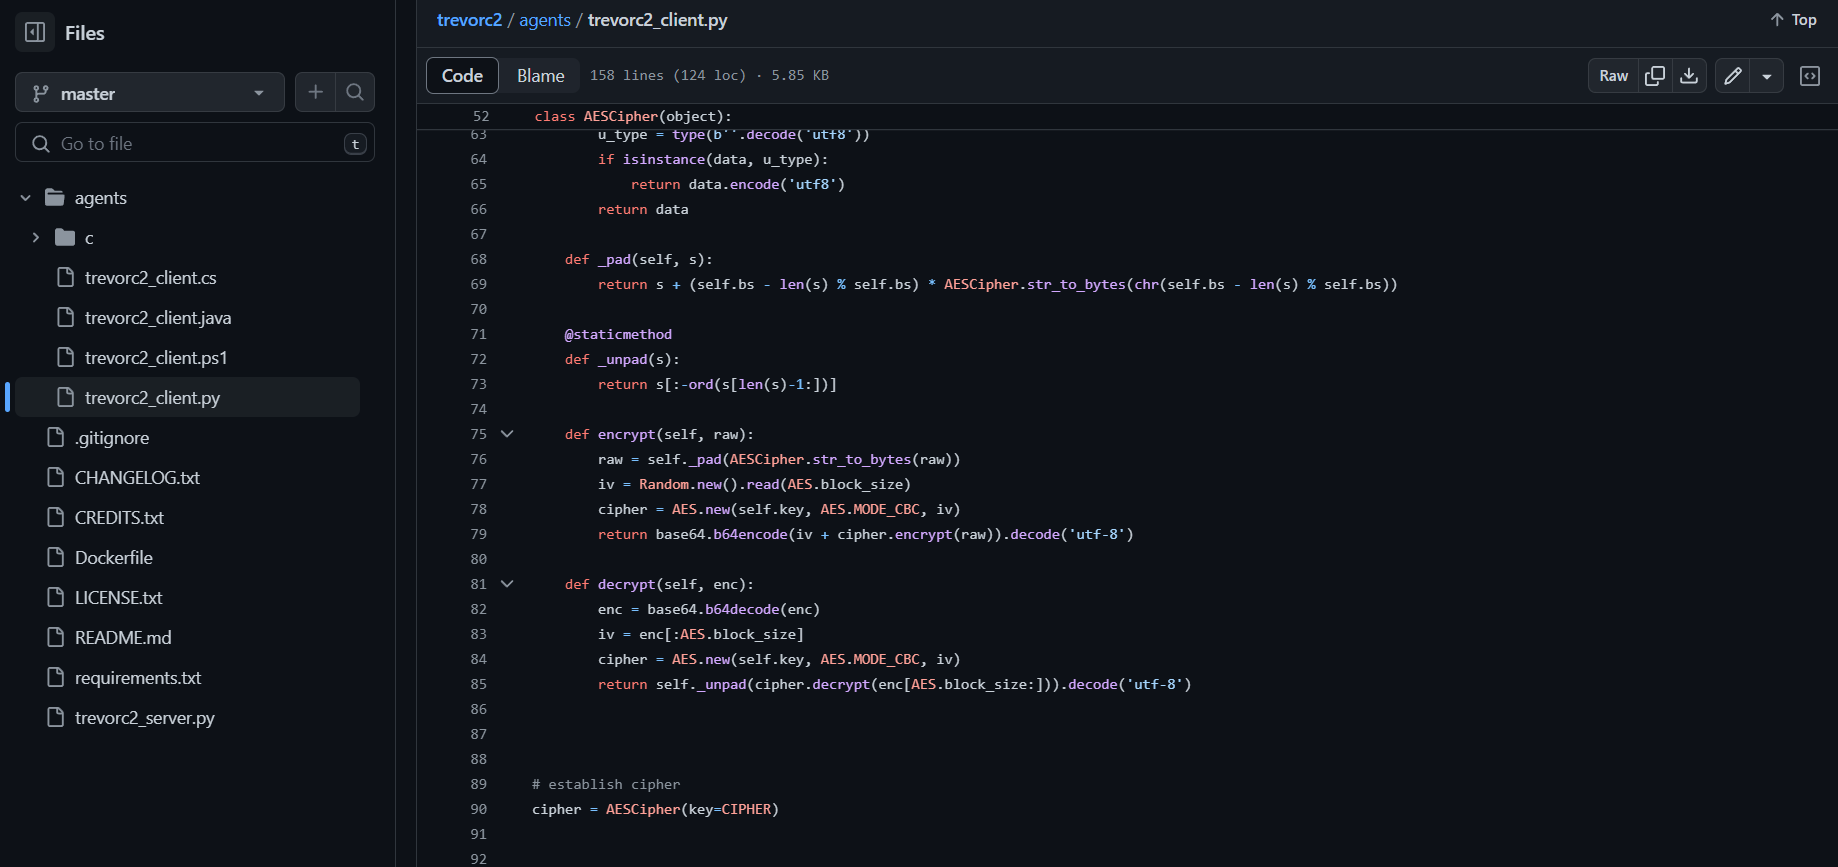 Files
master
Go to file
t
agents
c
trevorc2_client.cs
trevorc2_client.java
trevorc2_client.ps1
trevorc2_client.py
.gitignore
CHANGELOG.txt
CREDITS.txt
Dockerfile
LICENSE.txt
README.md
requirements.txt
trevorc2_server.py
trevorc2 / agents / trevorc2_client.py
Top
Code Blame 158 lines (124 loc) · 5.85 KB
Raw
52 class AESCipher(object):
63 u_type = type(b''.decode('utf8'))
64 if isinstance(data, u_type):
65 return data.encode('utf8')
66 return data
67
68 def _pad(self, s):
69 return s + (self.bs - len(s) % self.bs) * AESCipher.str_to_bytes(chr(self.bs - len(s) % self.bs))
70
71 @staticmethod
72 def _unpad(s):
73 return s[:-ord(s[len(s)-1:])]
74
75 def encrypt(self, raw):
76 raw = self._pad(AESCipher.str_to_bytes(raw))
77 iv = Random.new().read(AES.block_size)
78 cipher = AES.new(self.key, AES.MODE_CBC, iv)
79 return base64.b64encode(iv + cipher.encrypt(raw)).decode('utf-8')
80
81 def decrypt(self, enc):
82 enc = base64.b64decode(enc)
83 iv = enc[:AES.block_size]
84 cipher = AES.new(self.key, AES.MODE_CBC, iv)
85 return self._unpad(cipher.decrypt(enc[AES.block_size:])).decode('utf-8')
86
87
88
89 # establish cipher
90 cipher = AESCipher(key=CIPHER)
91
92